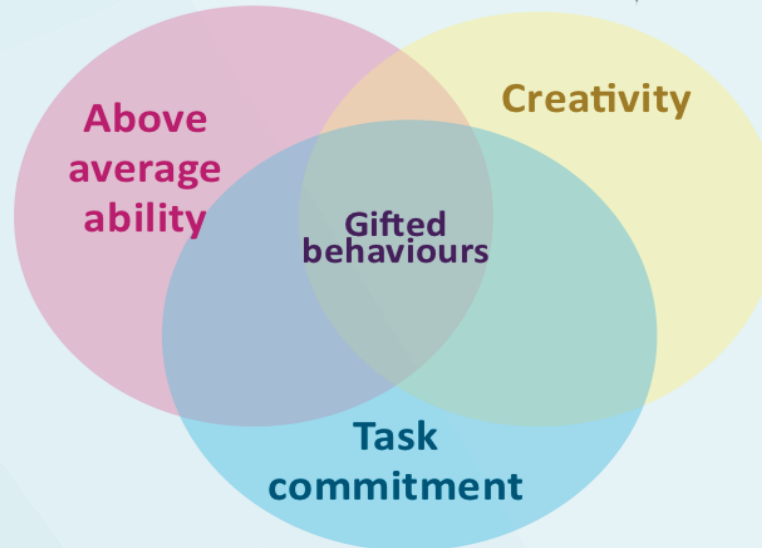 Above
average
ability
Creativity
Gifted
behaviours
Task
commitment